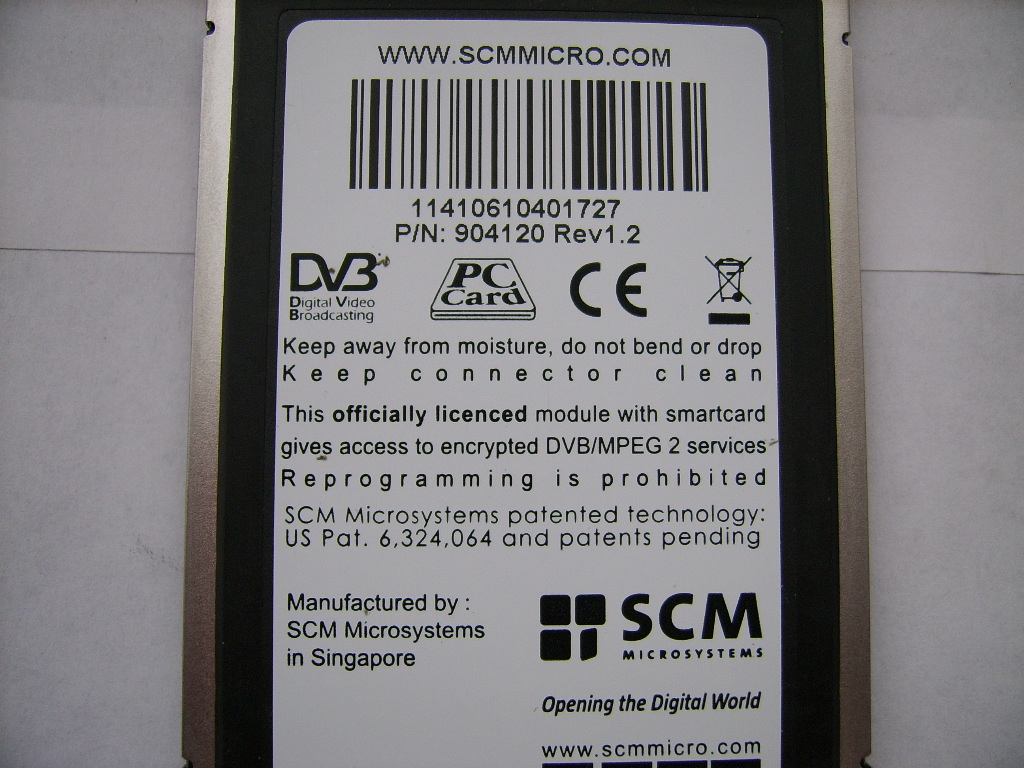 WWW.SCMMICRO.COM
11410610401727
P/N: 904120 Rev1.2
DVB
Digital Video
Broadcasting
PC
Card
CE
Keep away from moisture, do not bend or drop
Keep connector clean
This officially licenced module with smartcard
gives access to encrypted DVB/MPEG 2 services
Reprogramming is prohibited
SCM Microsystems patented technology:
US Pat. 6,324,064 and patents pending
Manufactured by :
SCM Microsystems
in Singapore
SCM
MICROSYSTEMS
Opening the Digital World
www.scmmicro.com